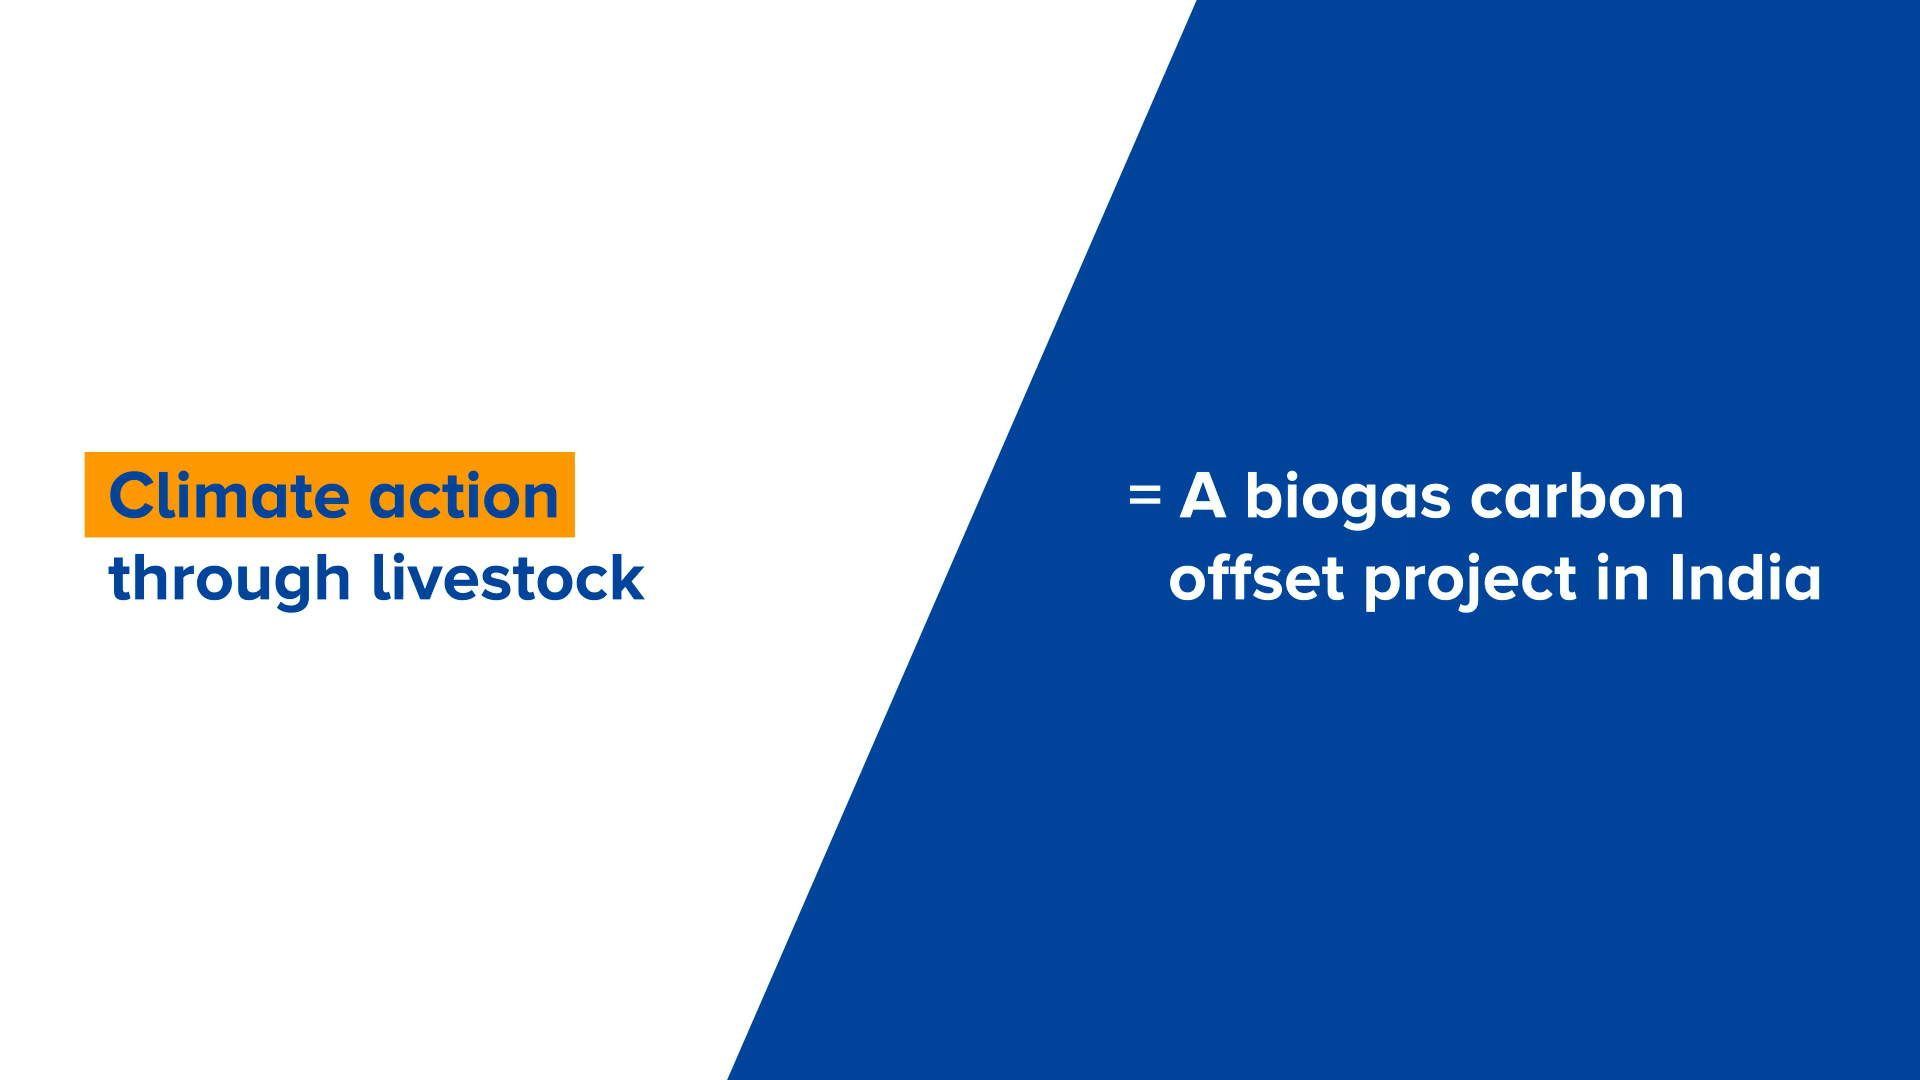 Climate action
through livestock
= A biogas carbon
offset project in India